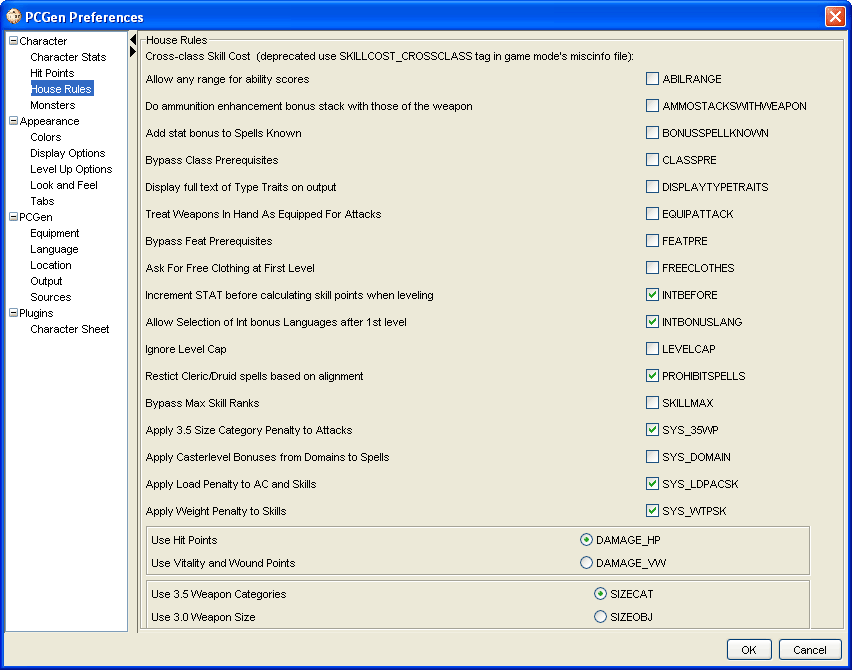 PCGen Preferences
Character
Character Stats
Hit Points
House Rules
Monsters
Appearance
Colors
Display Options
Level Up Options
Look and Feel
Tabs
PCGen
Equipment
Language
Location
Output
Sources
Plugins
Character Sheet
House Rules
Cross-class Skill Cost (deprecated use SKILLCOST_CROSSCLASS tag in game mode's miscinfo file):
Allow any range for ability scores ABILRANGE
Do ammunition enhancement bonus stack with those of the weapon AMMOSTACKSWITHWEAPON
Add stat bonus to Spells Known BONUSSPELLKNOWN
Bypass Class Prerequisites CLASSPRE
Display full text of Type Traits on output DISPLAYTYPETRAITS
Treat Weapons In Hand As Equipped For Attacks EQUIPATTACK
Bypass Feat Prerequisites FEATPRE
Ask For Free Clothing at First Level FREECLOTHES
Increment STAT before calculating skill points when leveling INTBEFORE
Allow Selection of Int bonus Languages after 1st level INTBONUSLANG
Ignore Level Cap LEVELCAP
Restict Cleric/Druid spells based on alignment PROHIBITSPELLS
Bypass Max Skill Ranks SKILLMAX
Apply 3.5 Size Category Penalty to Attacks SYS_35WP
Apply Casterlevel Bonuses from Domains to Spells SYS_DOMAIN
Apply Load Penalty to AC and Skills SYS_LDPACSK
Apply Weight Penalty to Skills SYS_WTPSK
Use Hit Points DAMAGE_HP
Use Vitality and Wound Points DAMAGE_VW
Use 3.5 Weapon Categories SIZECAT
Use 3.0 Weapon Size SIZEOBJ
OK Cancel